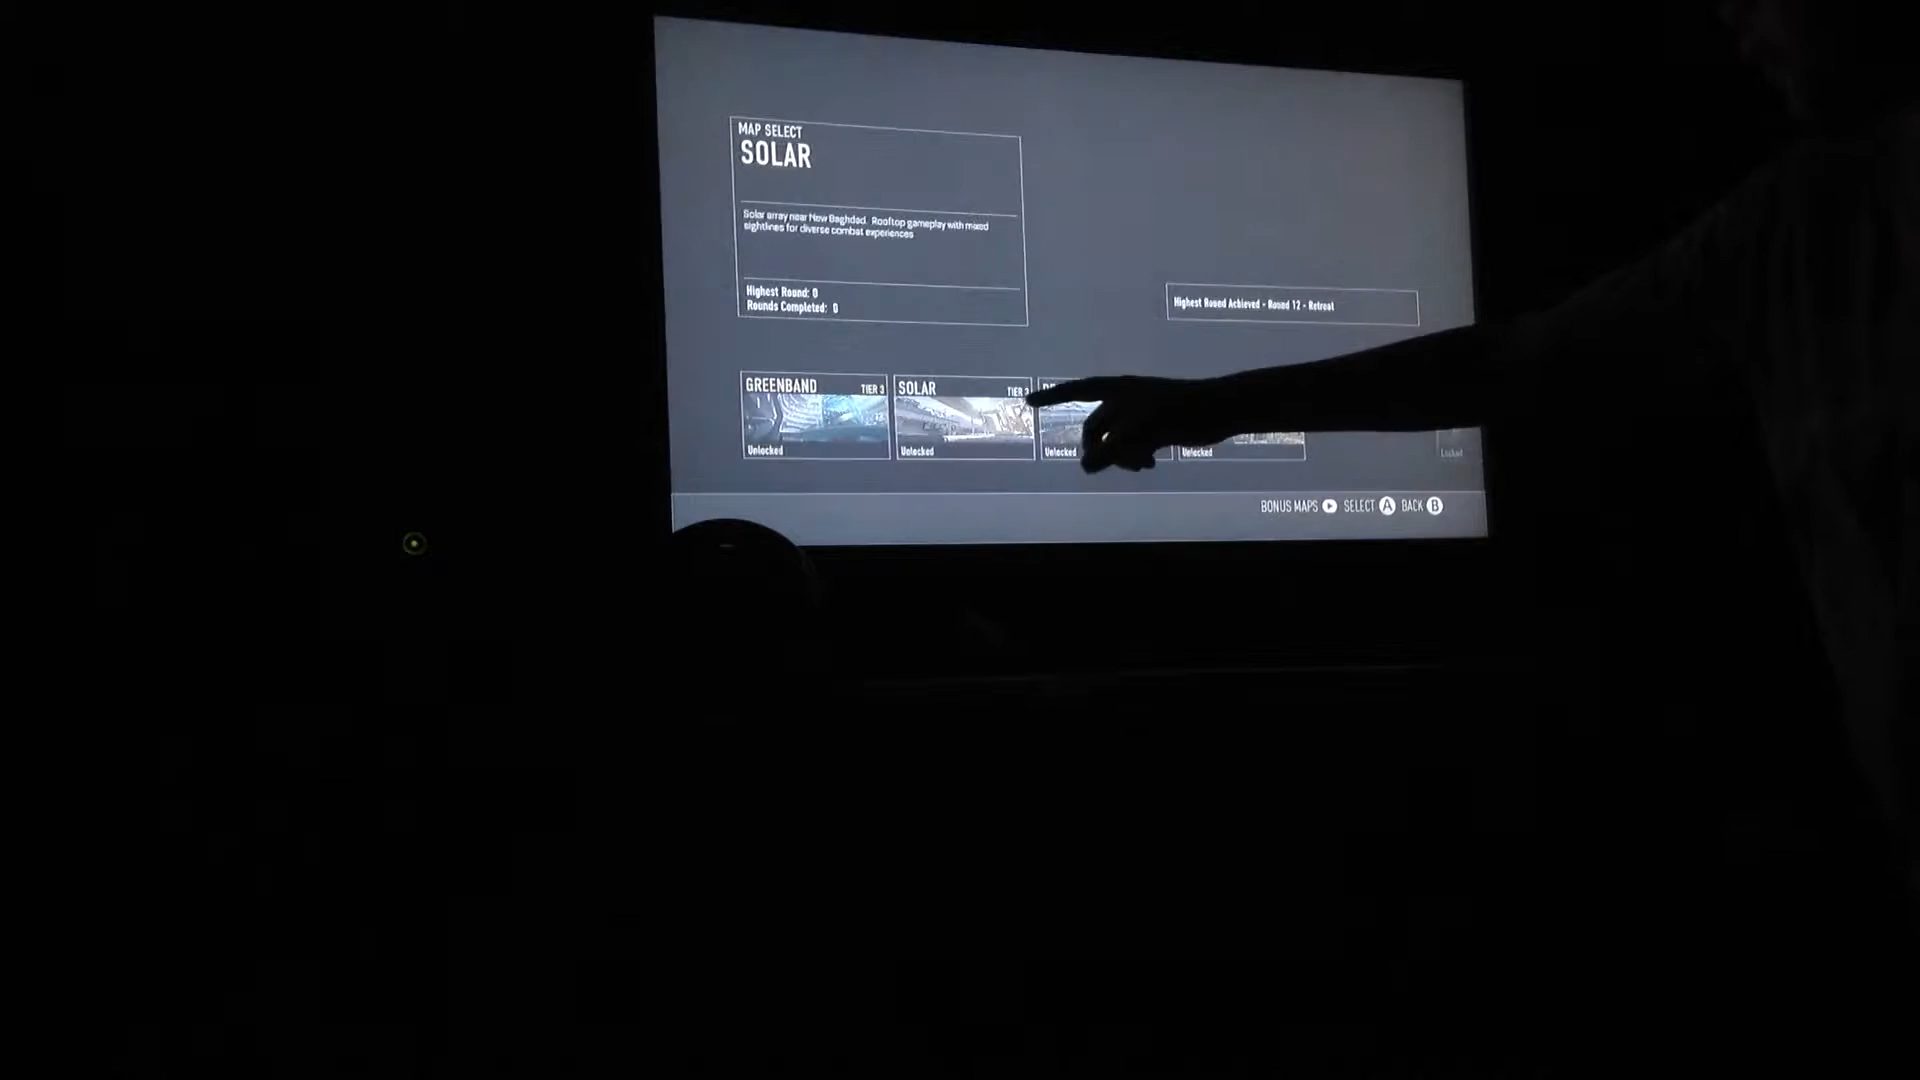 MAP SELECT
SOLAR
Solar array near New Baghdad. Rooftop gameplay with mixed
sightlines for diverse combat experiences
Highest Round: 0
Rounds Completed: 0
Highest Round Achieved - Round 12 - Retreat
GREENBAND TIER 3
Unlocked
SOLAR TIER 3
Unlocked
Unlocked
Unlocked
Locked
BONUS MAPS SELECT A BACK B